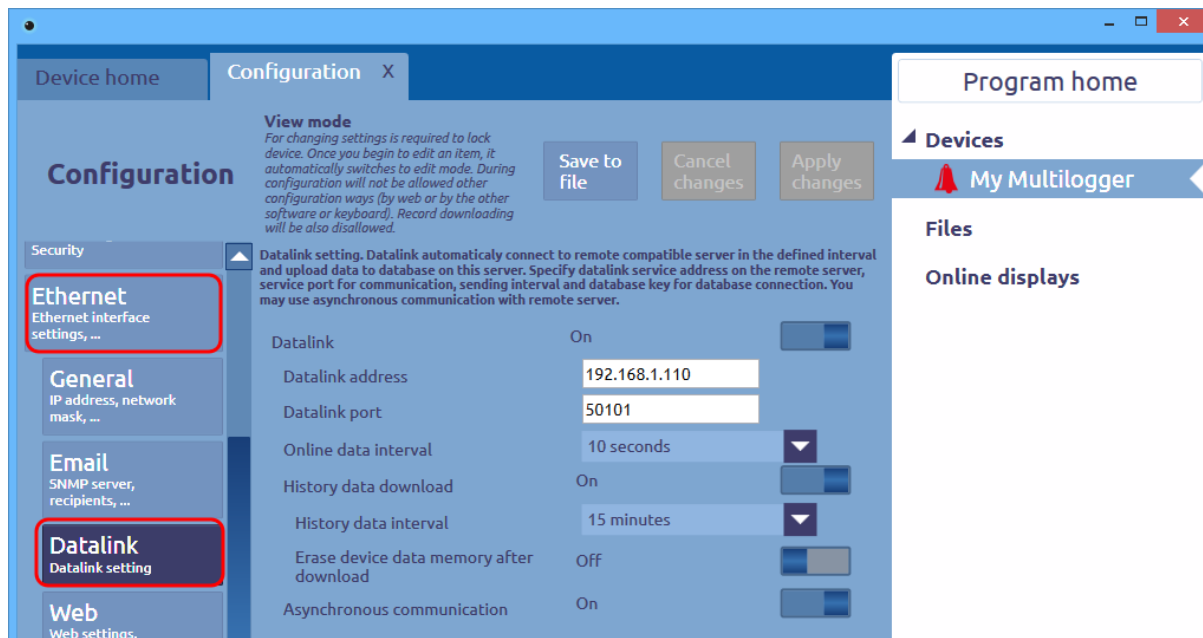 Device home
Configuration X
Program home
Configuration
View mode
For changing settings is required to lock
device. Once you begin to edit an item, it
automatically switches to edit mode. During
configuration will not be allowed other
configuration ways (by web or by the other
software or keyboard). Record downloading
will be also disallowed.
Save to
file
Cancel
changes
Apply
changes
Devices
My Multilogger
Files
Online displays
Security
Ethernet
Ethernet interface
settings, ...
General
IP address, network
mask, ...
Email
SNMP server,
recipients, ...
Datalink
Datalink setting
Web
Web settings,
Datalink setting. Datalink automaticaly connect to remote compatible server in the defined interval
and upload data to database on this server. Specify datalink service address on the remote server,
service port for communication, sending interval and database key for database connection. You
may use asynchronous communication with remote server.
Datalink On
Datalink address 192.168.1.110
Datalink port 50101
Online data interval 10 seconds
History data download On
History data interval 15 minutes
Erase device data memory after
download Off
Asynchronous communication On